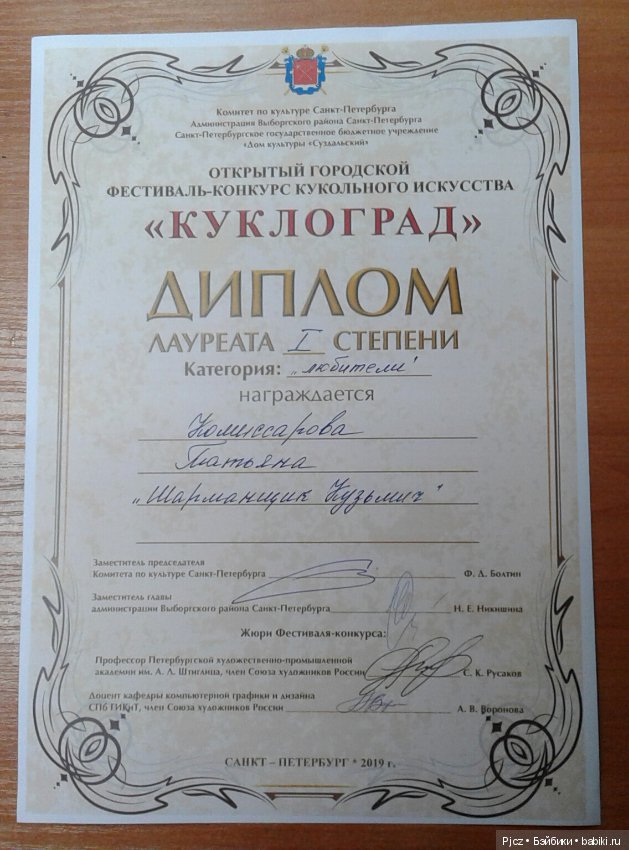 Комитет по культуре Санкт-Петербурга
Администрация Выборгского района Санкт-Петербурга
Санкт-Петербургское государственное бюджетное учреждение
«Дом культуры «Суздальский»
ОТКРЫТЫЙ ГОРОДСКОЙ
ФЕСТИВАЛЬ-КОНКУРС КУКОЛЬНОГО ИСКУССТВА
«КУКЛОГРАД»
ДИПЛОМ
ЛАУРЕАТА I СТЕПЕНИ
Категория: „любители"
награждается
Комиссарова
Татьяна
„Шарманщик Кузьмич"
Заместитель председателя
Комитета по культуре Санкт-Петербурга Ф. Д. Болтин
Заместитель главы
администрации Выборгского района Санкт-Петербурга Н. Е. Никишина
Жюри Фестиваля-конкурса:
Профессор Петербургской художественно-промышленной
академии им. А. Л. Штиглица, член Союза художников России С. К. Русаков
Доцент кафедры компьютерной графики и дизайна
СПб ГИКиТ, член Союза художников России А. В. Воронова
САНКТ – ПЕТЕРБУРГ * 2019 г.
Pjcz • Бэйбики • babiki.ru